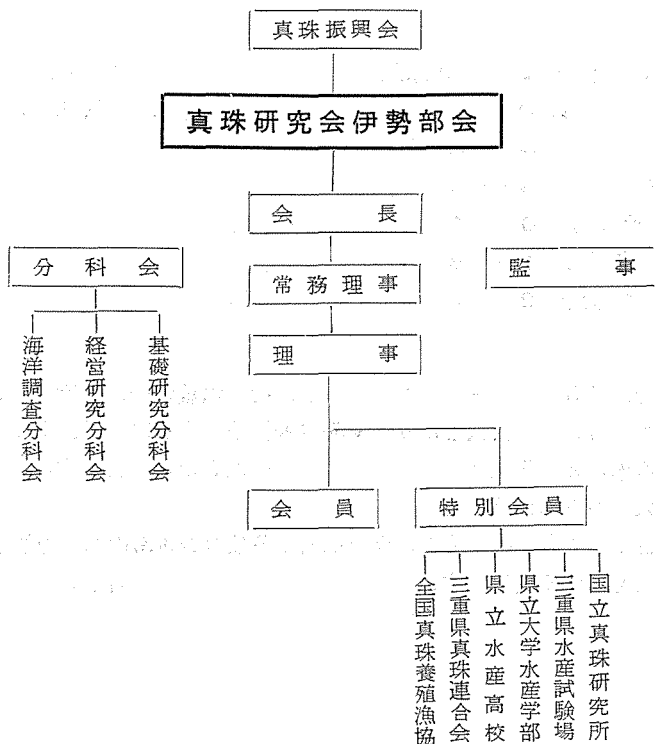 真珠振興会
真珠研究会伊勢部会
会長
分科会
常務理事
監事
理事
基礎研究分科会
経営研究分科会
海洋調査分科会
会員
特別会員
国立真珠研究所
三重県水産試験場
県立大学水産学部
県立水産高校
三重県真珠連合会
全国真珠養殖漁協